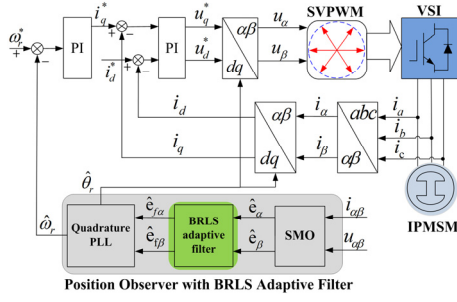 i_q^* u_q^* u_α SVPWM VSI
ω_r^* PI PI αβ
+ − + −
+ − i_d^* u_d^* dq u_β
i_d αβ i_α abc i_a
i_q dq i_β αβ i_b
i_c
θ̂_r
ω̂_r Quadrature PLL ê_fα BRLS adaptive filter ê_α SMO i_αβ IPMSM
ê_fβ ê_β u_αβ
Position Observer with BRLS Adaptive Filter